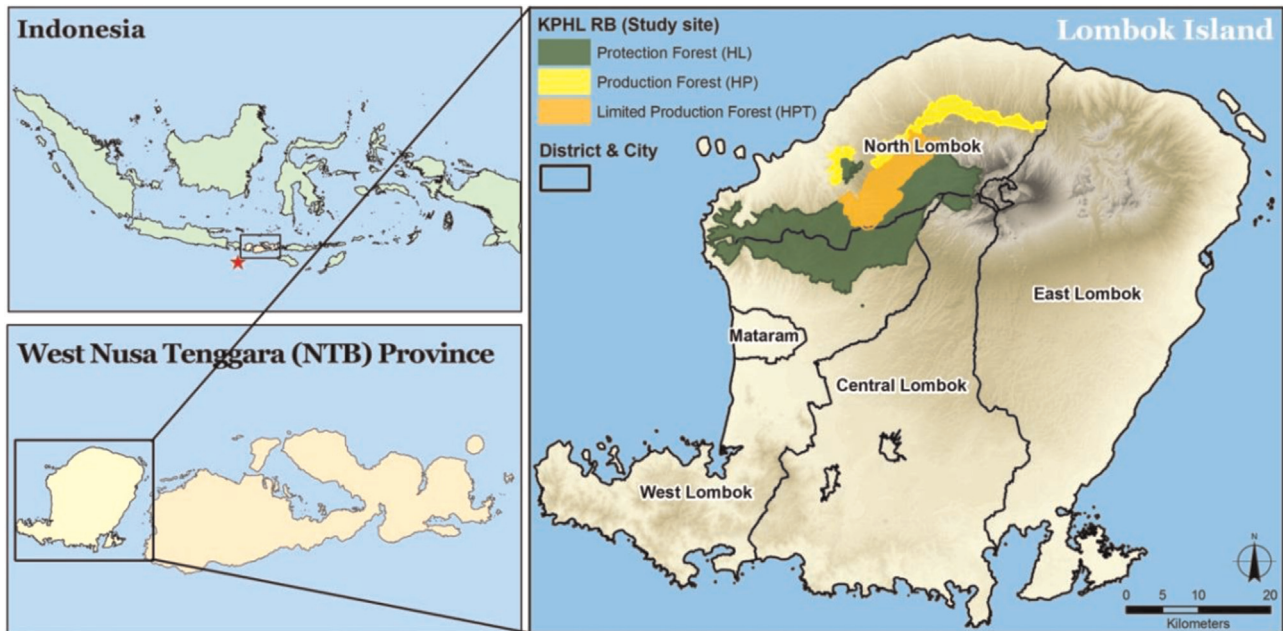 Indonesia
West Nusa Tenggara (NTB) Province
Lombok Island
KPHL RB (Study site)
Protection Forest (HL)
Production Forest (HP)
Limited Production Forest (HPT)
District & City
North Lombok
East Lombok
Mataram
Central Lombok
West Lombok
N
0 5 10 20
Kilometers